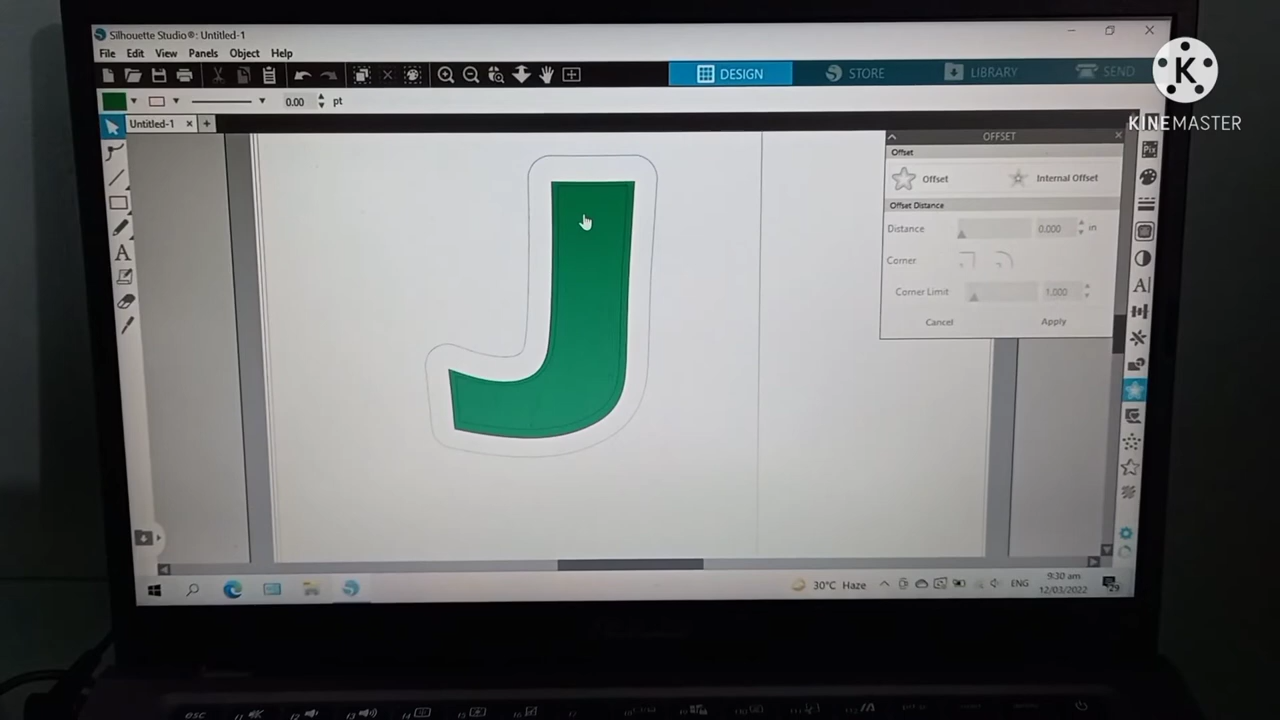 Silhouette Studio®: Untitled-1
File Edit View Panels Object Help
DESIGN STORE LIBRARY SEND
K
KINEMASTER
0.00 pt
Untitled-1 × +
OFFSET
Offset
Offset Internal Offset
Offset Distance
Distance 0.000 in
Corner
Corner Limit 1.000
Cancel Apply
J
30°C Haze ENG 9:30 am
12/03/2022
esc